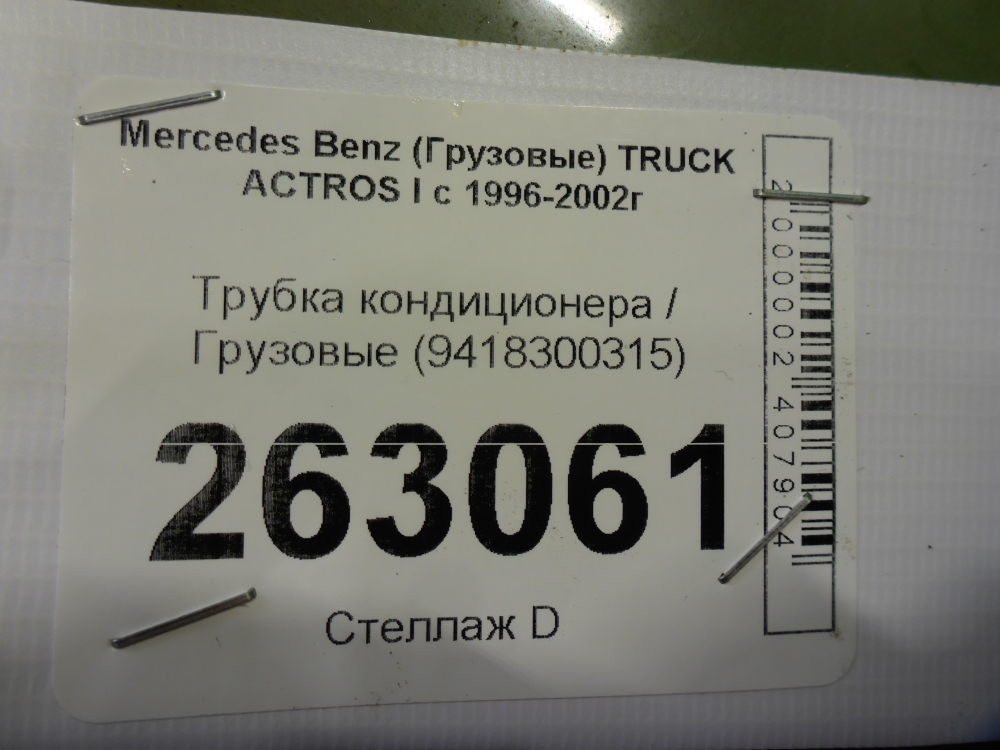 Mercedes Benz (Грузовые) TRUCK
ACTROS I с 1996-2002г
Трубка кондиционера /
Грузовые (9418300315)
263061
Стеллаж D
2000002407904